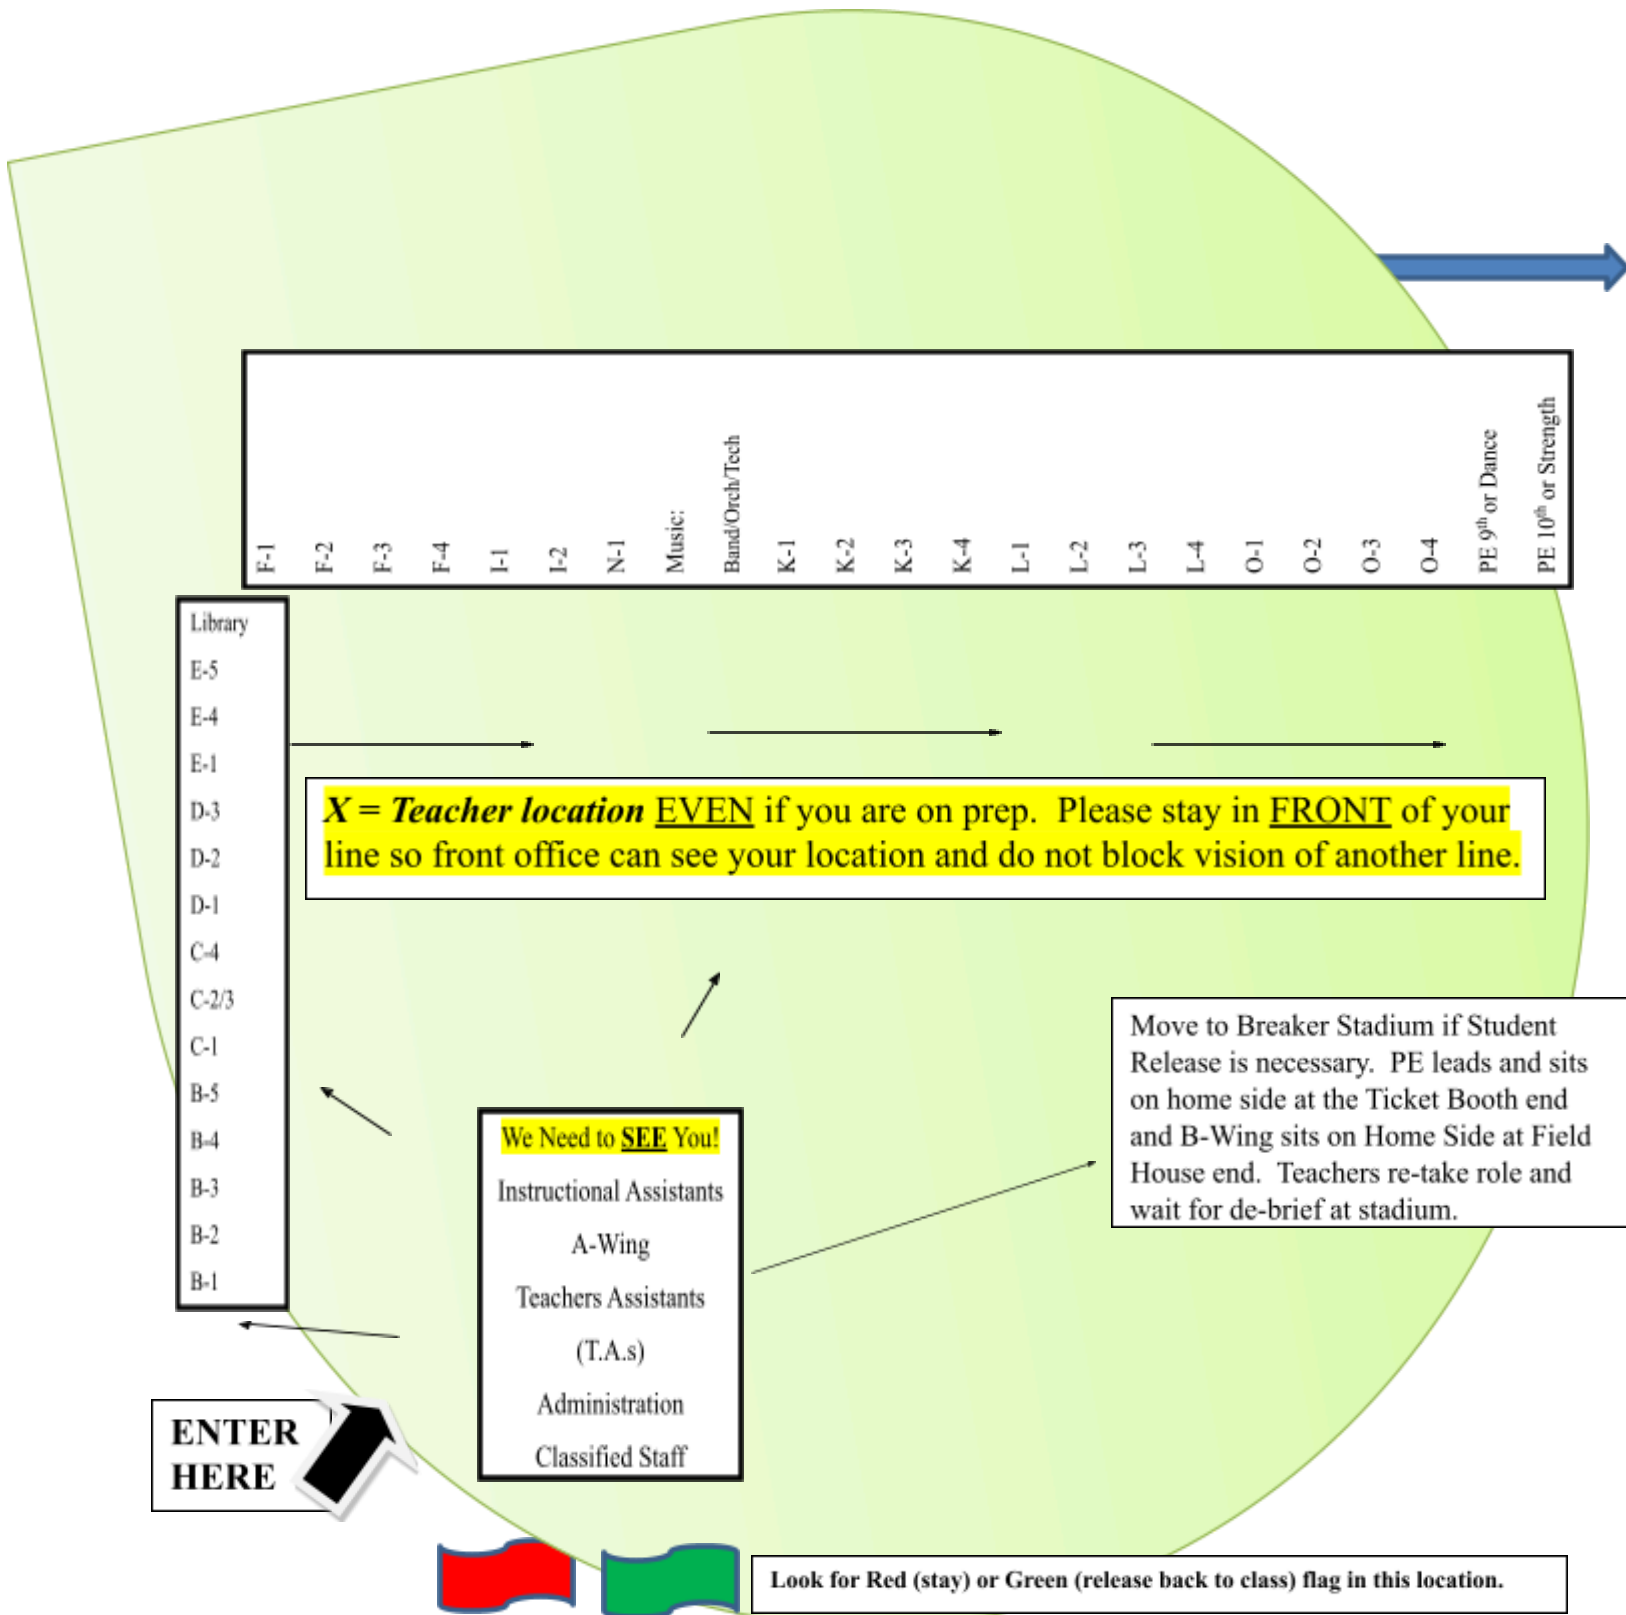 F-1
F-2
F-3
F-4
I-1
I-2
N-1
Music:
Band/Orch/Tech
K-1
K-2
K-3
K-4
L-1
L-2
L-3
L-4
O-1
O-2
O-3
O-4
PE 9th or Dance
PE 10th or Strength
Library
E-5
E-4
E-1
D-3
D-2
D-1
C-4
C-2/3
C-1
B-5
B-4
B-3
B-2
B-1
X = Teacher location EVEN if you are on prep. Please stay in FRONT of your
line so front office can see your location and do not block vision of another line.
Move to Breaker Stadium if Student
Release is necessary. PE leads and sits
on home side at the Ticket Booth end
and B-Wing sits on Home Side at Field
House end. Teachers re-take role and
wait for de-brief at stadium.
We Need to SEE You!
Instructional Assistants
A-Wing
Teachers Assistants
(T.A.s)
Administration
Classified Staff
ENTER
HERE
Look for Red (stay) or Green (release back to class) flag in this location.